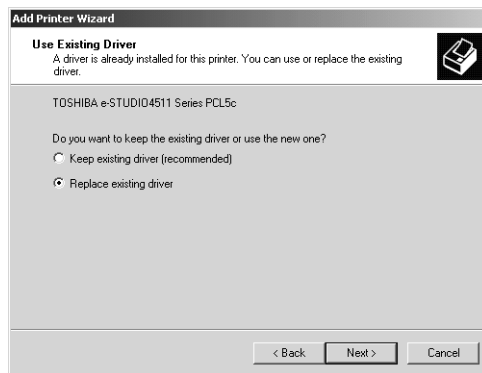 Add Printer Wizard
Use Existing Driver
A driver is already installed for this printer. You can use or replace the existing
driver.
TOSHIBA e-STUDIO4511 Series PCL5c
Do you want to keep the existing driver or use the new one?
Keep existing driver (recommended)
Replace existing driver
< Back Next > Cancel